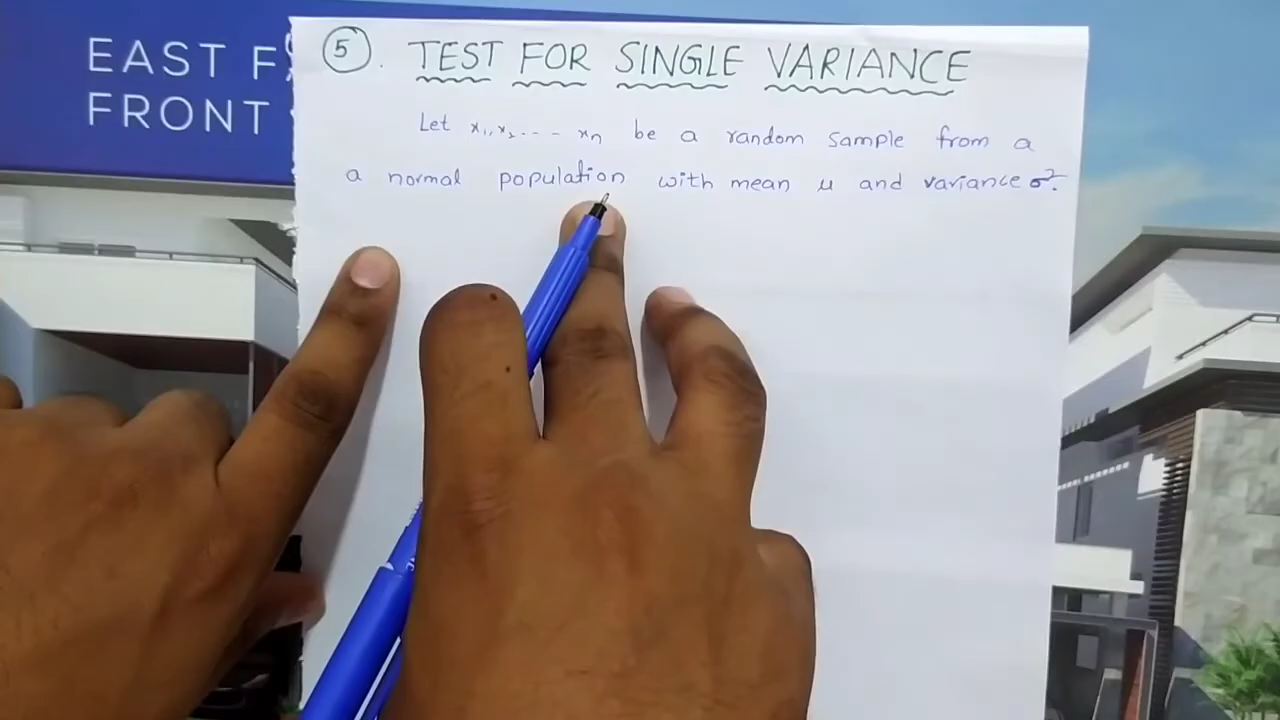 EAST F
FRONT
5. TEST FOR SINGLE VARIANCE
Let x₁, x₂ ---- xn be a random sample from a
a normal population with mean μ and variance σ².